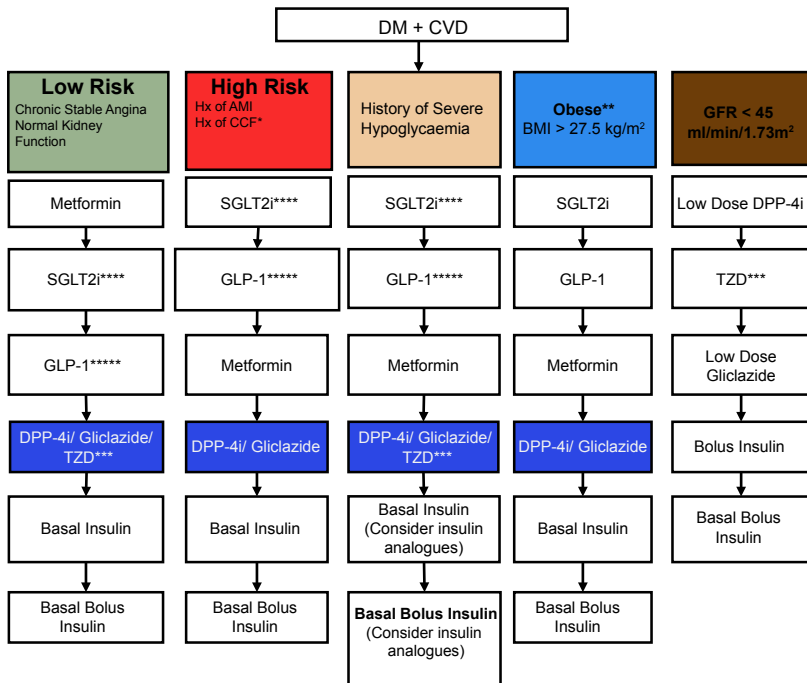 DM + CVD
Low Risk
Chronic Stable Angina
Normal Kidney
Function
High Risk
Hx of AMI
Hx of CCF*
History of Severe
Hypoglycaemia
Obese**
BMI > 27.5 kg/m²
GFR < 45
ml/min/1.73m²
Metformin
SGLT2i****
SGLT2i****
SGLT2i
Low Dose DPP-4i
SGLT2i****
GLP-1*****
GLP-1*****
GLP-1
TZD***
GLP-1*****
Metformin
Metformin
Metformin
Low Dose
Gliclazide
DPP-4i/ Gliclazide/
TZD***
DPP-4i/ Gliclazide
DPP-4i/ Gliclazide/
TZD***
DPP-4i/ Gliclazide
Bolus Insulin
Basal Insulin
Basal Insulin
Basal Insulin
(Consider insulin
analogues)
Basal Insulin
Basal Bolus
Insulin
Basal Bolus
Insulin
Basal Bolus
Insulin
Basal Bolus Insulin
(Consider insulin
analogues)
Basal Bolus
Insulin